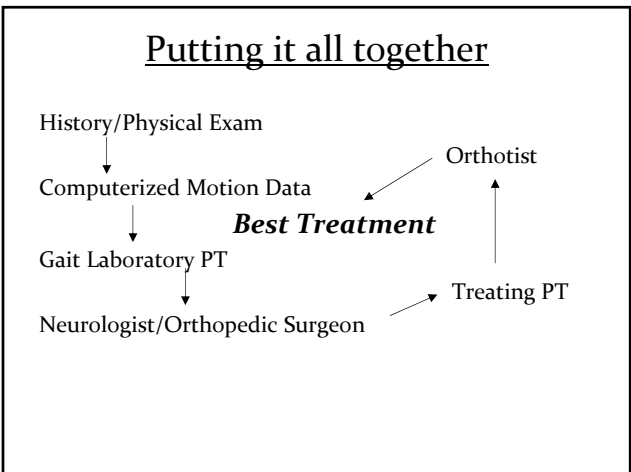 Putting it all together
History/Physical Exam
Orthotist
Computerized Motion Data
Best Treatment
Gait Laboratory PT
Treating PT
Neurologist/Orthopedic Surgeon